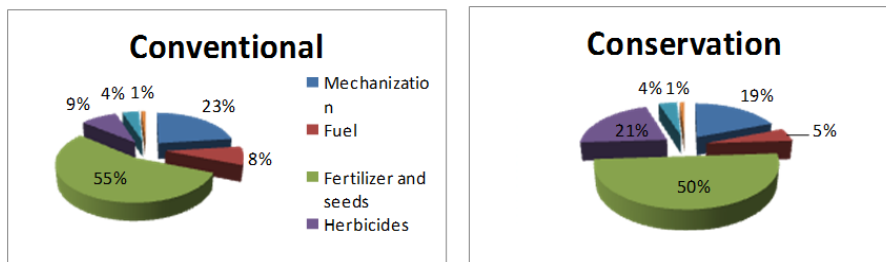 Conventional
4% 1%
9%
23%
8%
55%
Mechanizatio
n
Fuel
Fertilizer and
seeds
Herbicides
Conservation
4% 1%
19%
21%
5%
50%